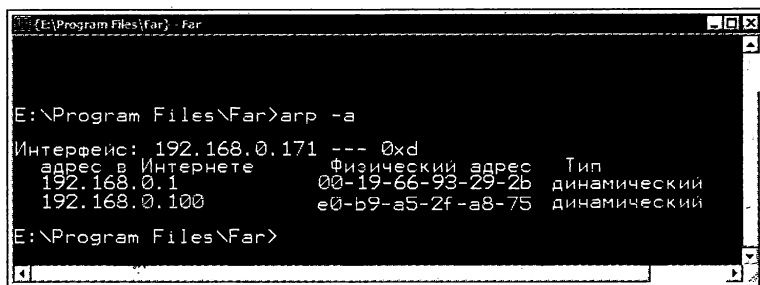 {E:\Program Files\Far} - Far
E:\Program Files\Far>arp -a
Интерфейс: 192.168.0.171 --- 0xd
адрес в Интернете Физический адрес Тип
192.168.0.1 00-19-66-93-29-2b динамический
192.168.0.100 e0-b9-a5-2f-a8-75 динамический
E:\Program Files\Far>